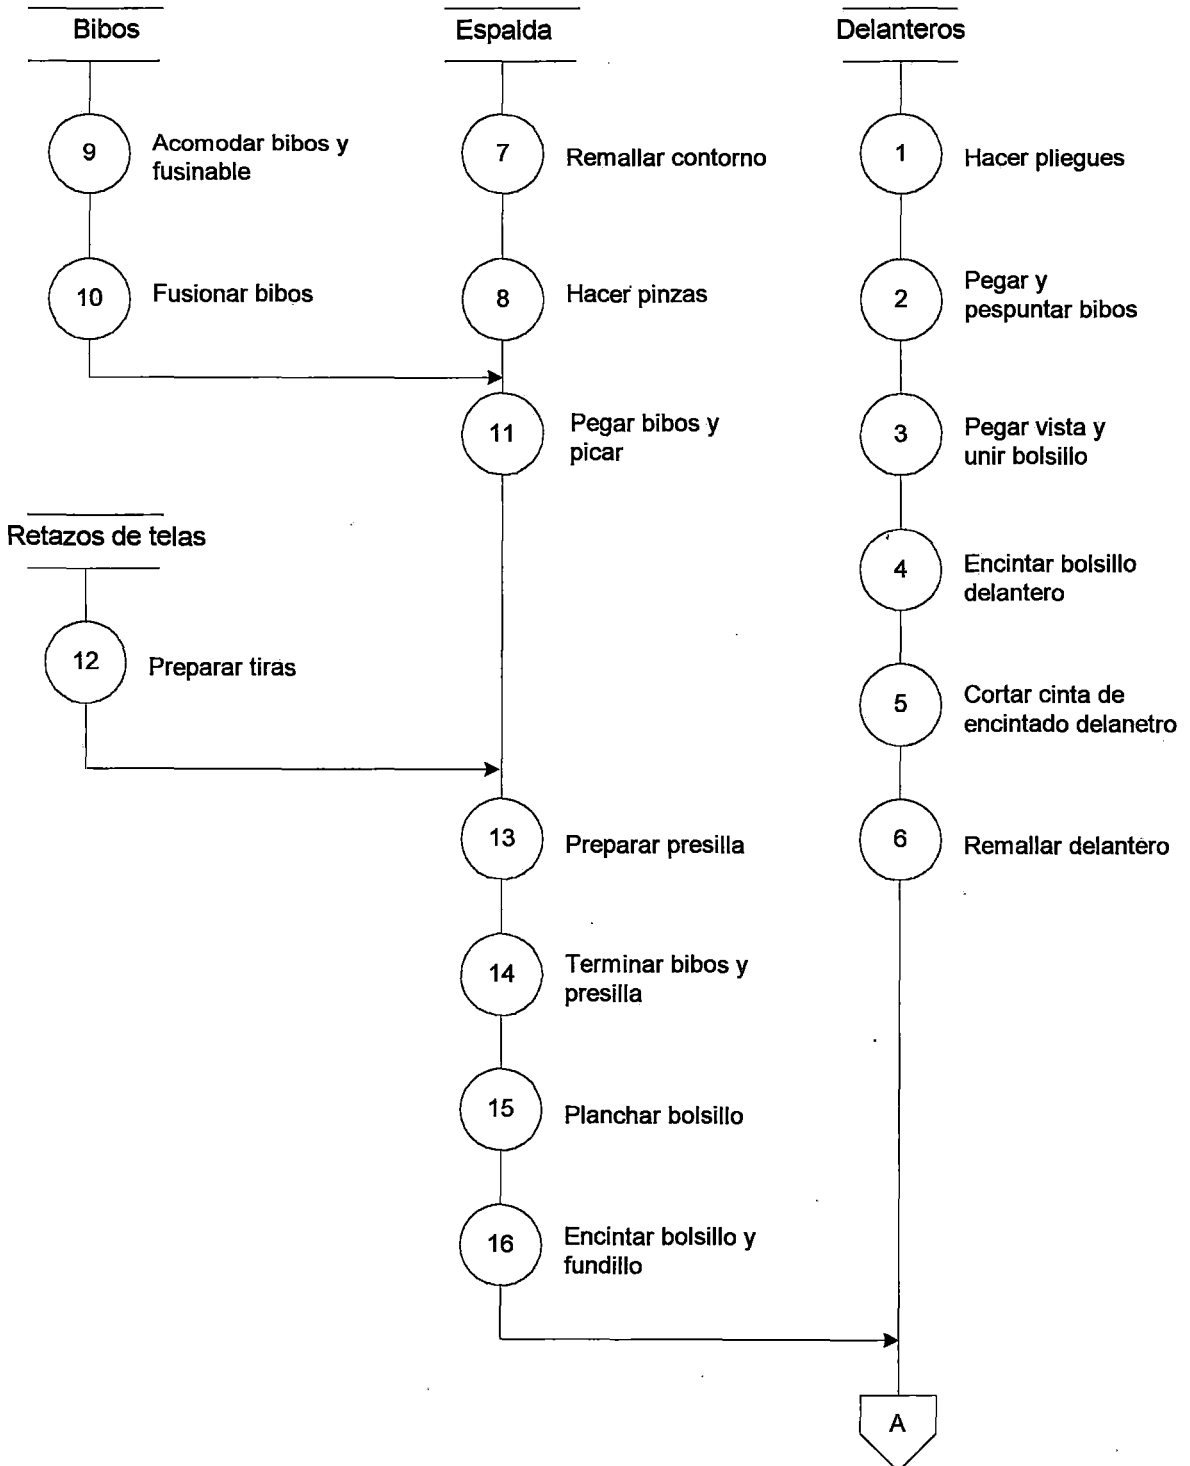 Bibos
Espalda
Delanteros
9
Acomodar bibos y
fusinable
7
Remallar contorno
1
Hacer pliegues
10
Fusionar bibos
8
Hacer pinzas
2
Pegar y
pespuntar bibos
11
Pegar bibos y
picar
3
Pegar vista y
unir bolsillo
Retazos de telas
4
Encintar bolsillo
delantero
12
Preparar tiras
5
Cortar cinta de
encintado delanetro
13
Preparar presilla
6
Remallar delantero
14
Terminar bibos y
presilla
15
Planchar bolsillo
16
Encintar bolsillo y
fundillo
A